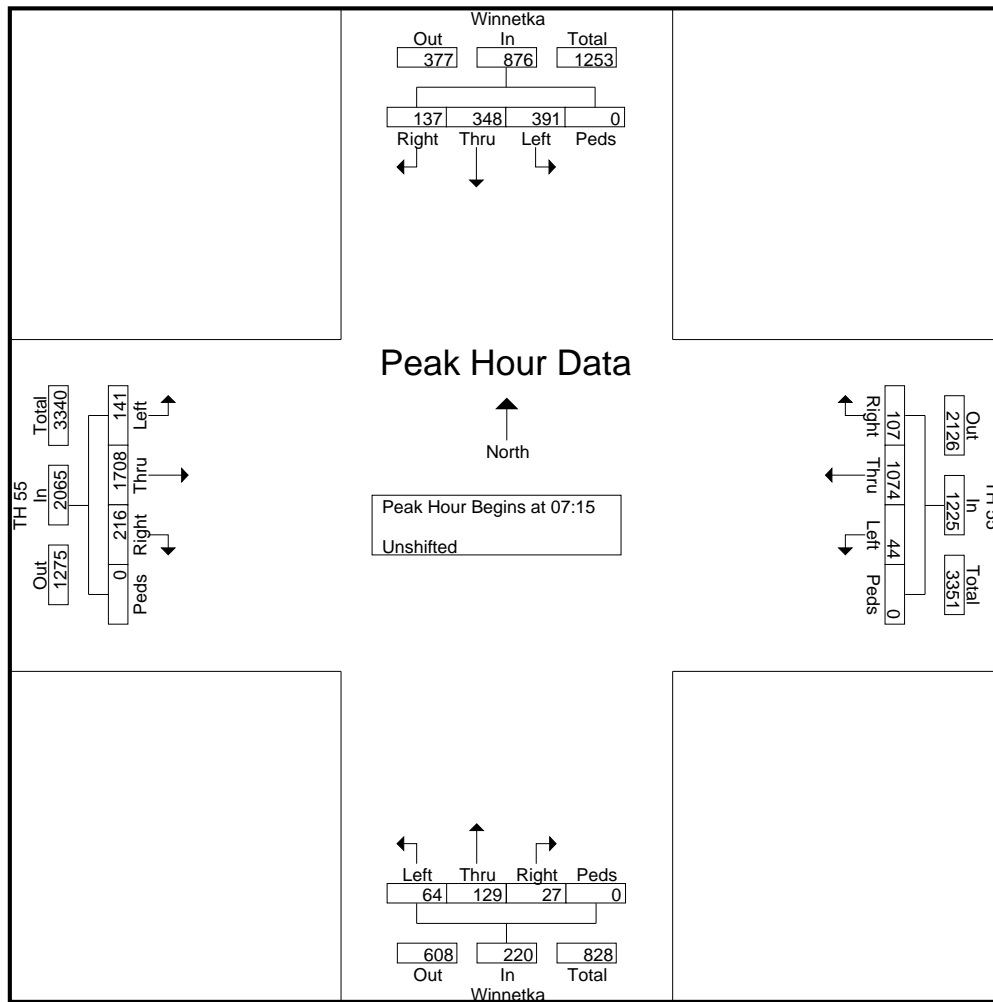 Winnetka
Out In Total
377 876 1253
137 348 391 0
Right Thru Left Peds
Peak Hour Data
North
Peak Hour Begins at 07:15
Unshifted
TH 55
Total In Out
3340 2065 1275
141 1708 216 0
Left Thru Right Peds
Right Thru Left Peds
107 1074 44 0
Out In Total
2126 1225 3351
TH 55
Left Thru Right Peds
64 129 27 0
608 220 828
Out In Total
Winnetka